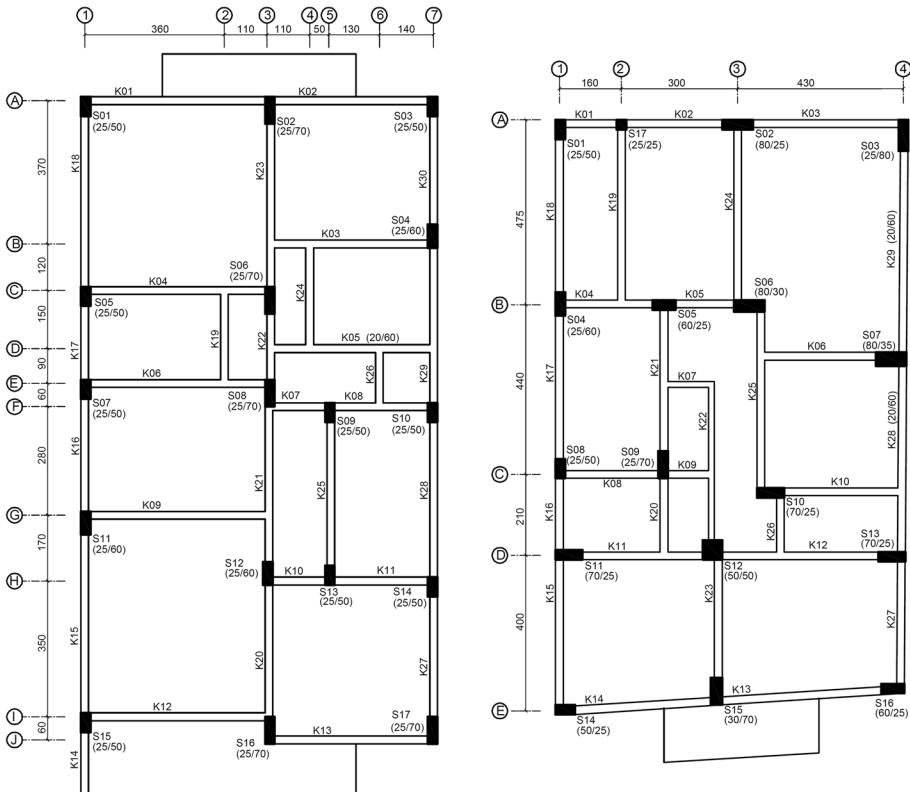 1 2 3 4 5 6 7
360 110 110 50 130 140
A
K01 K02
S01
(25/50)
S02
(25/70)
S03
(25/50)
370
K18
K23
K30
S04
(25/60)
B
K03
120
S06
(25/70)
K24
C
K04
S05
(25/50)
150
K17
K19
K22
D
K05 (20/60)
90
K26
K29
E
K06
60
S07
(25/50)
S08
(25/70)
K07 K08
F
S09
(25/50)
S10
(25/50)
K16
280
K21
K25
K28
G
K09
S11
(25/60)
170
S12
(25/60)
H
K10 K11
S13
(25/50)
S14
(25/50)
K15
350
K20
K27
I
K12
S17
(25/70)
60
J
K13
S15
(25/50)
S16
(25/70)
K14
1 2 3 4
160 300 430
A
K01 K02 K03
S01
(25/50)
S17
(25/25)
S02
(80/25)
S03
(25/80)
475
K18
K19
K24
K29 (20/60)
S06
(80/30)
B
K04 K05
S04
(25/60)
S05
(60/25)
S07
(80/35)
K06
440
K17
K21
K07
K25
K22
K28 (20/60)
S08
(25/50)
S09
(25/70)
C
K09
K08
K10
S10
(70/25)
210
K16
K20
K26
S13
(70/25)
D
K11 K12
S11
(70/25)
S12
(50/50)
K15
K23
K27
400
K14 K13
E
S14
(50/25)
S15
(30/70)
S16
(60/25)